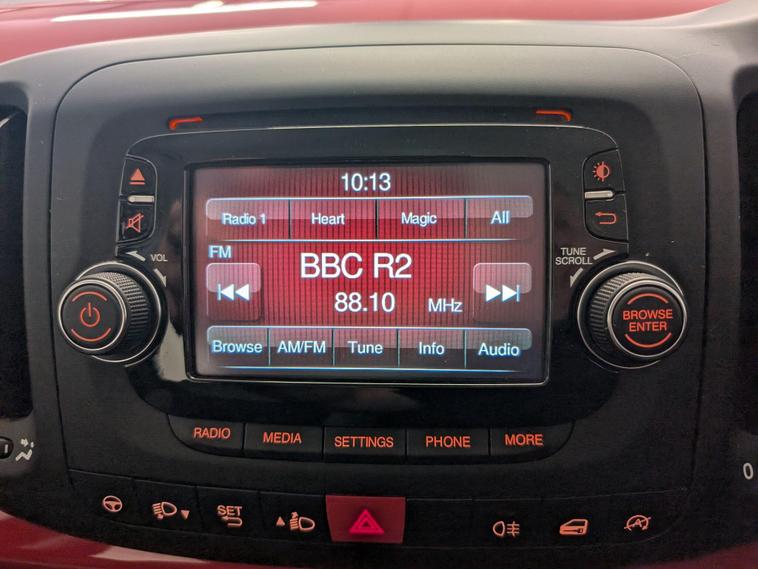 10:13
Radio 1 Heart Magic All
FM
BBC R2
88.10 MHz
Browse AM/FM Tune Info Audio
VOL
TUNE
SCROLL
BROWSE
ENTER
RADIO MEDIA SETTINGS PHONE MORE
SET
0